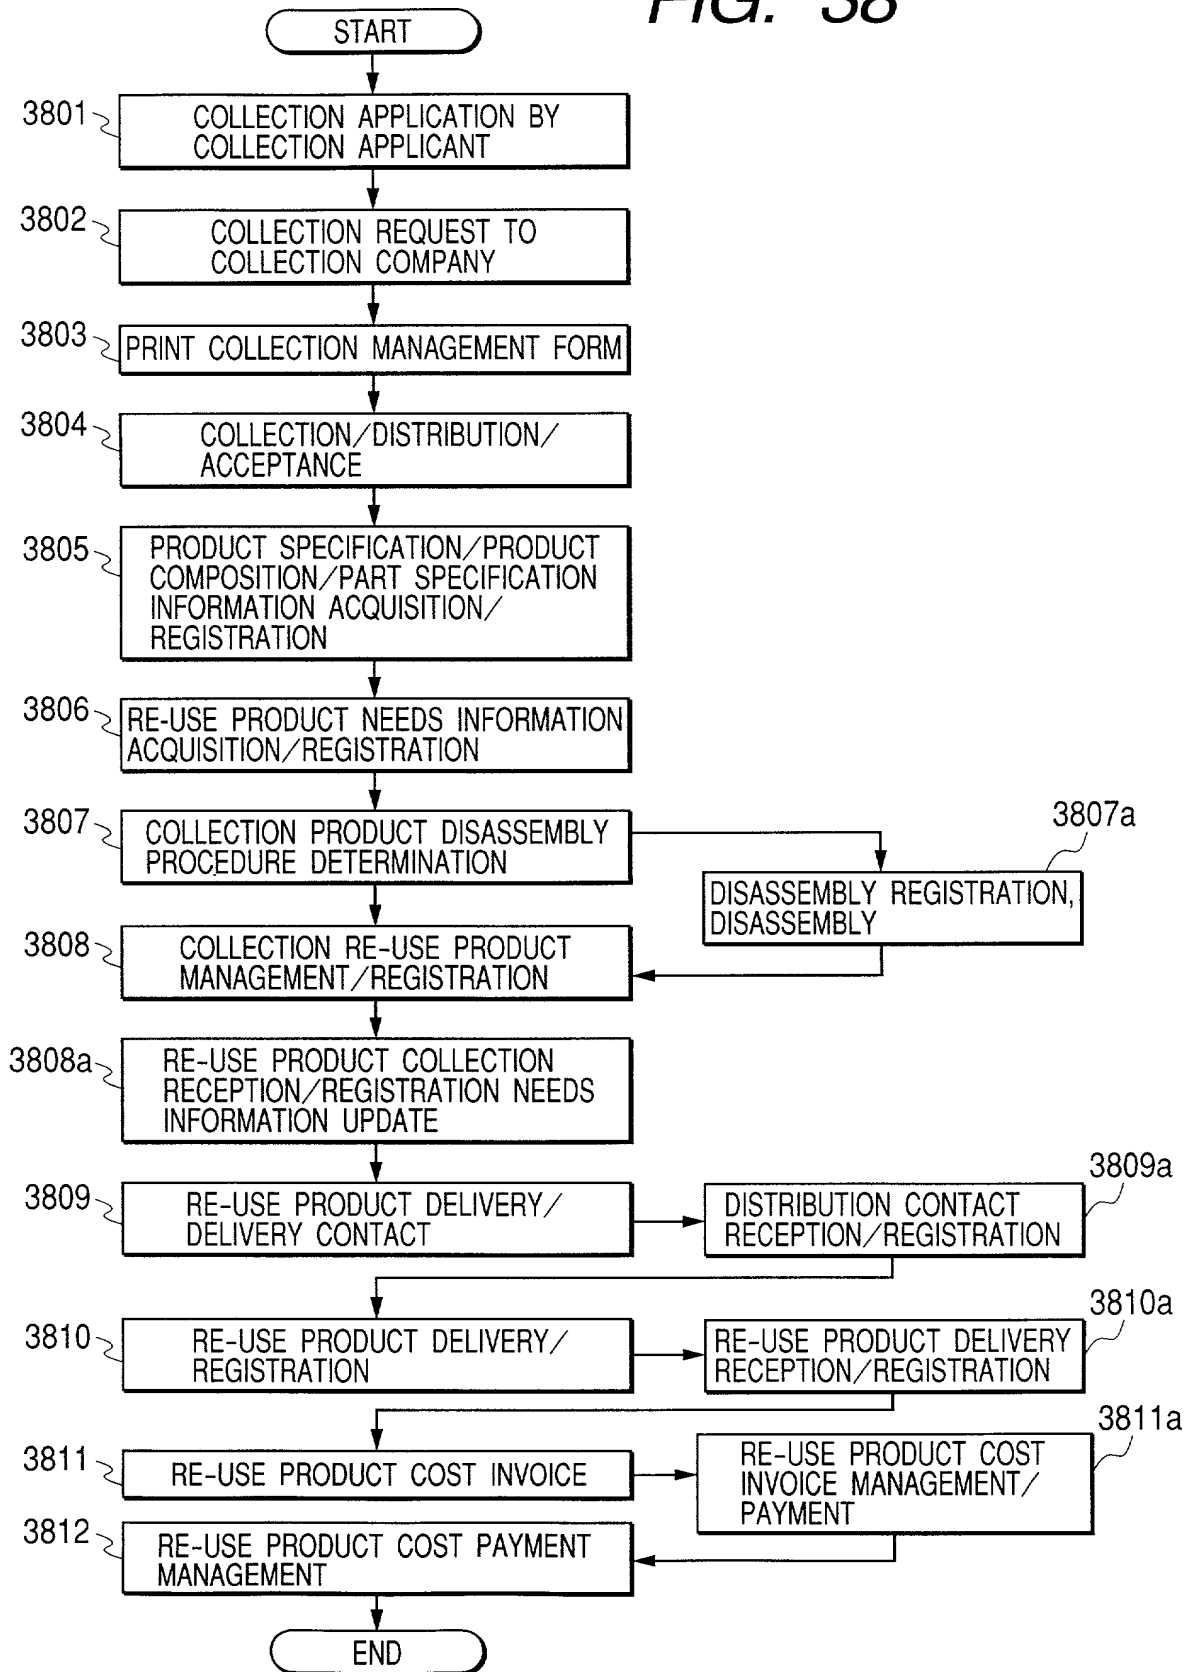 FIG. 38
START
3801
COLLECTION APPLICATION BY
COLLECTION APPLICANT
3802
COLLECTION REQUEST TO
COLLECTION COMPANY
3803
PRINT COLLECTION MANAGEMENT FORM
3804
COLLECTION/DISTRIBUTION/
ACCEPTANCE
3805
PRODUCT SPECIFICATION/PRODUCT
COMPOSITION/PART SPECIFICATION
INFORMATION ACQUISITION/
REGISTRATION
3806
RE-USE PRODUCT NEEDS INFORMATION
ACQUISITION/REGISTRATION
3807
COLLECTION PRODUCT DISASSEMBLY
PROCEDURE DETERMINATION
3807a
DISASSEMBLY REGISTRATION,
DISASSEMBLY
3808
COLLECTION RE-USE PRODUCT
MANAGEMENT/REGISTRATION
3808a
RE-USE PRODUCT COLLECTION
RECEPTION/REGISTRATION NEEDS
INFORMATION UPDATE
3809
RE-USE PRODUCT DELIVERY/
DELIVERY CONTACT
3809a
DISTRIBUTION CONTACT
RECEPTION/REGISTRATION
3810
RE-USE PRODUCT DELIVERY/
REGISTRATION
3810a
RE-USE PRODUCT DELIVERY
RECEPTION/REGISTRATION
3811
RE-USE PRODUCT COST INVOICE
3811a
RE-USE PRODUCT COST
INVOICE MANAGEMENT/
PAYMENT
3812
RE-USE PRODUCT COST PAYMENT
MANAGEMENT
END